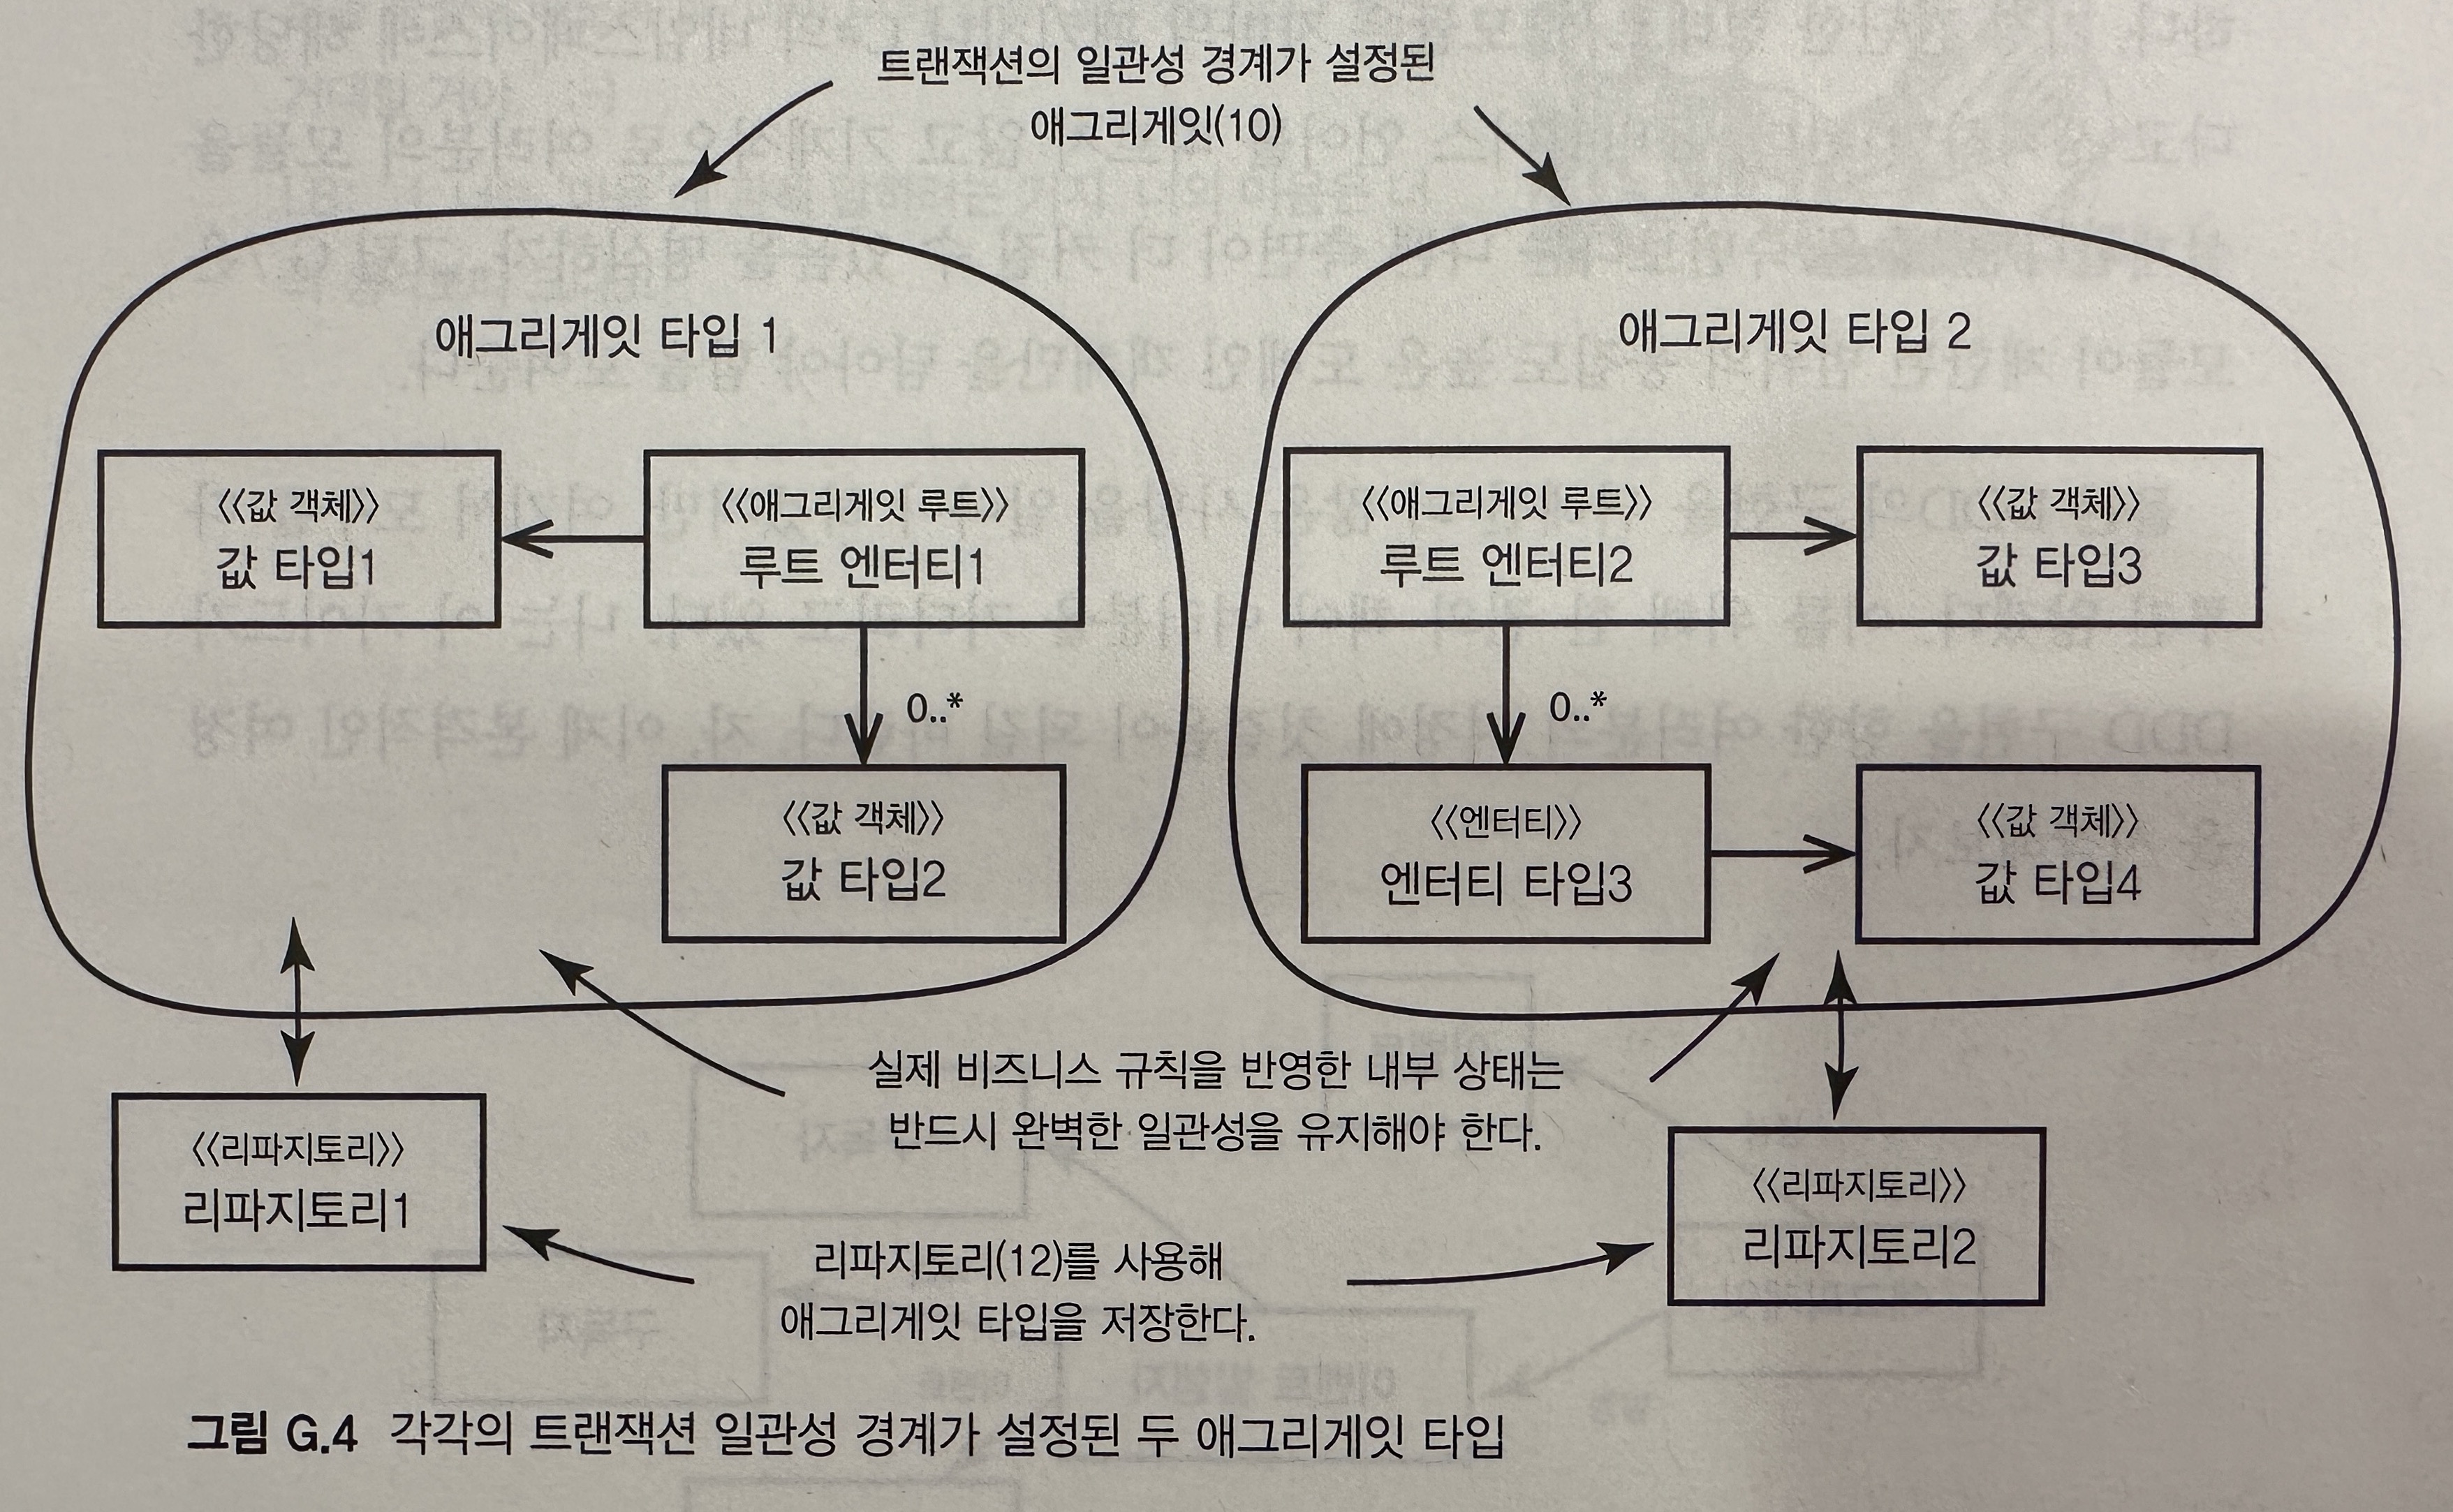 트랜잭션의 일관성 경계가 설정된
애그리게잇(10)
애그리게잇 타입 1
<<값 객체>>
값 타입1
<<애그리게잇 루트>>
루트 엔터티1
0..*
<<값 객체>>
값 타입2
애그리게잇 타입 2
<<애그리게잇 루트>>
루트 엔터티2
<<값 객체>>
값 타입3
0..*
<<엔터티>>
엔터티 타입3
<<값 객체>>
값 타입4
실제 비즈니스 규칙을 반영한 내부 상태는
반드시 완벽한 일관성을 유지해야 한다.
<<리파지토리>>
리파지토리1
<<리파지토리>>
리파지토리2
리파지토리(12)를 사용해
애그리게잇 타입을 저장한다.
그림 G.4 각각의 트랜잭션 일관성 경계가 설정된 두 애그리게잇 타입